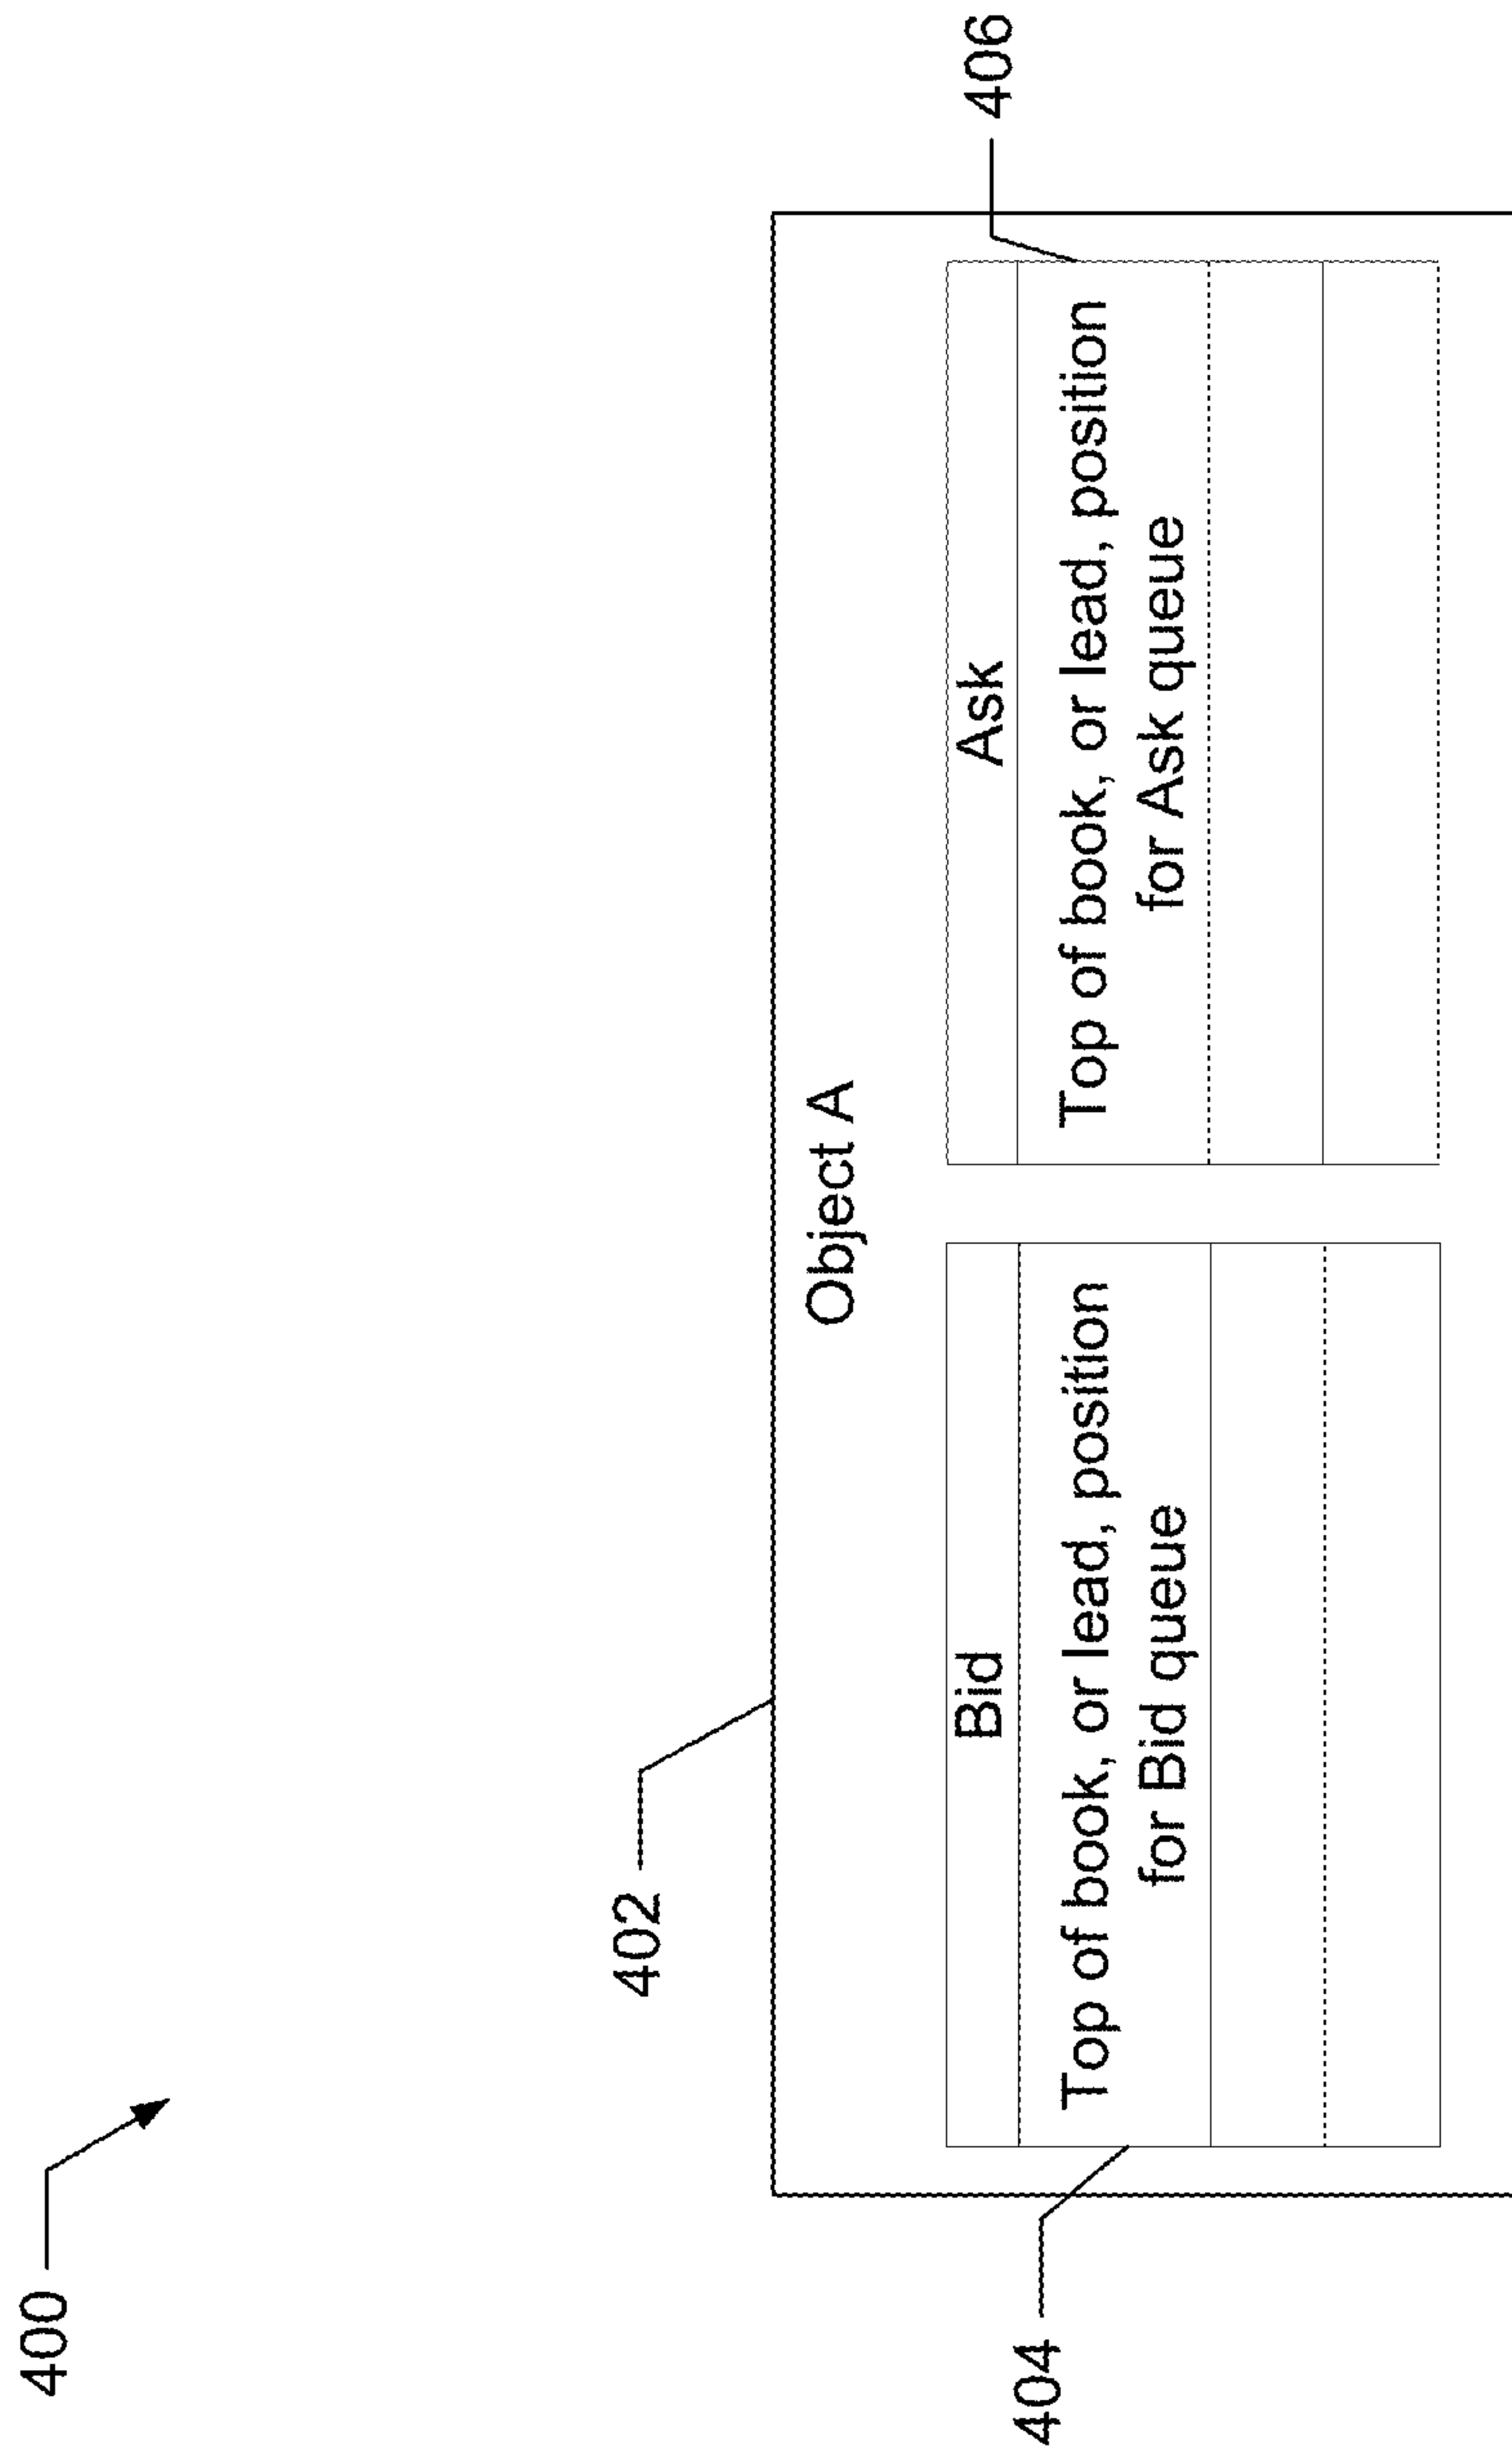 400
402
Object A
404
406
Bid
Top of book, or lead, position
for Bid queue
Ask
Top of book, or lead, position
for Ask queue